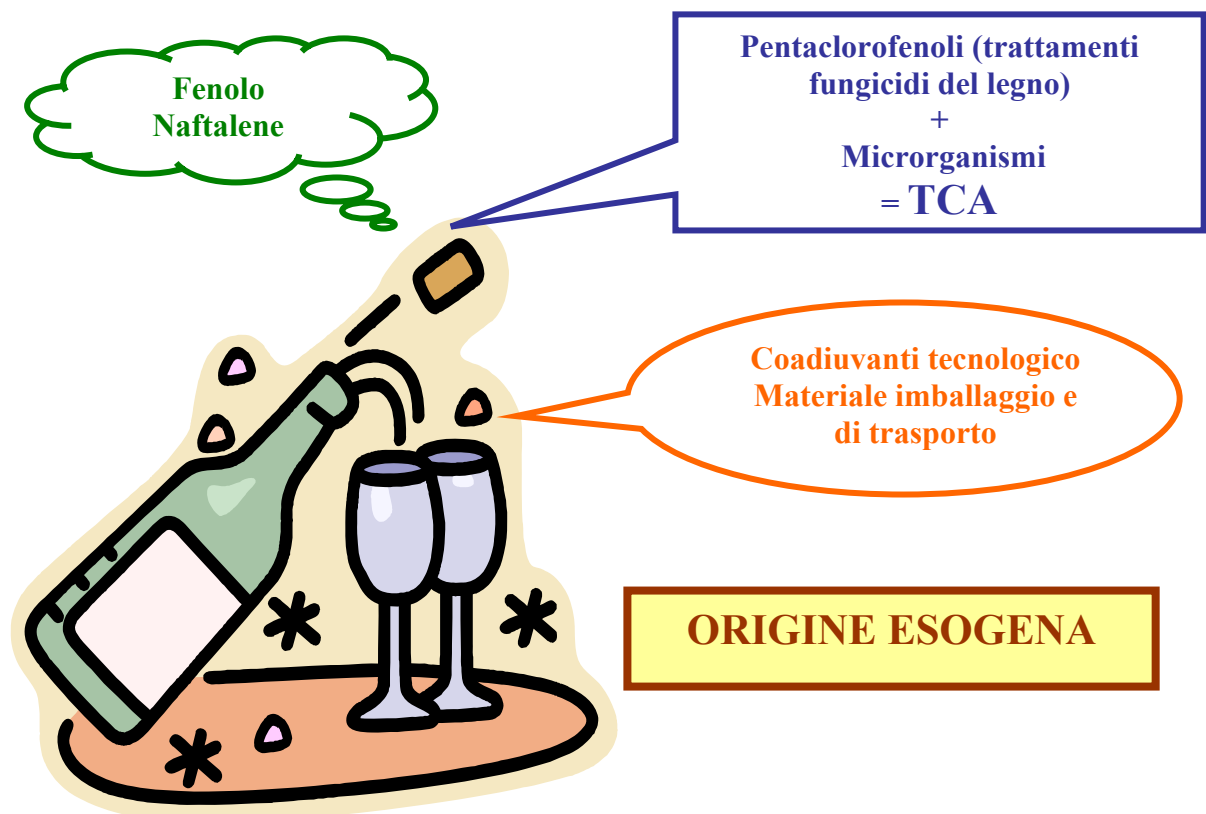 Fenolo
Naftalene
Pentaclorofenoli (trattamenti
fungicidi del legno)
+
Microrganismi
= TCA
Coadiuvanti tecnologico
Materiale imballaggio e
di trasporto
ORIGINE ESOGENA